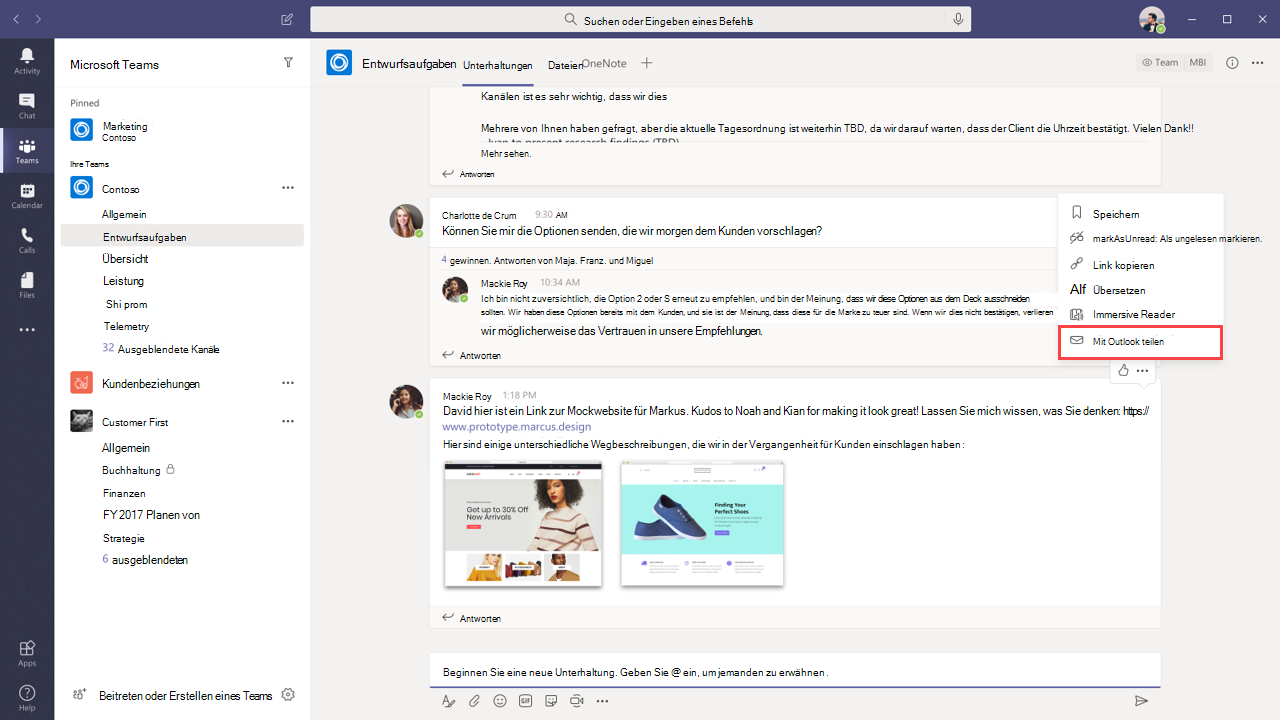 Suchen oder Eingeben eines Befehls
Activity
Chat
Teams
Calendar
Calls
Files
Apps
Help
Microsoft Teams
Pinned
Marketing
Contoso
Ihre Teams
Contoso
Allgemein
Entwurfsaufgaben
Übersicht
Leistung
Shi prom
Telemetry
32 Ausgeblendete Kanäle
Kundenbeziehungen
Customer First
Allgemein
Buchhaltung
Finanzen
FY 2017 Planen von
Strategie
6 ausgeblendeten
Beitreten oder Erstellen eines Teams
Entwurfsaufgaben Unterhaltungen Dateien OneNote
Team MBI
Kanälen ist es sehr wichtig, dass wir dies
Mehrere von Ihnen haben gefragt, aber die aktuelle Tagesordnung ist weiterhin TBD, da wir darauf warten, dass der Client die Uhrzeit bestätigt. Vielen Dank!!
Juan to present research findings (TBD)
Mehr sehen.
Antworten
Charlotte de Crum 9:30 AM
Können Sie mir die Optionen senden, die wir morgen dem Kunden vorschlagen?
4 gewinnen. Antworten von Maja. Franz. und Miguel
Mackie Roy 10:34 AM
Ich bin nicht zuversichtlich, die Option 2 oder S erneut zu empfehlen, und bin der Meinung, dass wir diese Optionen aus dem Deck ausschneiden
sollten. Wir haben diese Optionen bereits mit dem Kunden, und sie ist der Meinung, dass diese für die Marke zu teuer sind. Wenn wir dies nicht bestätigen, verlieren
wir möglicherweise das Vertrauen in unsere Empfehlungen.
Antworten
Speichern
markAsUnread: Als ungelesen markieren.
Link kopieren
Alf Übersetzen
Immersive Reader
Mit Outlook teilen
Mackie Roy 1:18 PM
David hier ist ein Link zur Mockwebsite für Markus. Kudos to Noah and Kian for making it look great! Lassen Sie mich wissen, was Sie denken: https://
www.prototype.marcus.design
Hier sind einige unterschiedliche Wegbeschreibungen, die wir in der Vergangenheit für Kunden einschlagen haben :
Get up to 30% Off
New Arrivals
Finding Your
Perfect Shoes
Antworten
Beginnen Sie eine neue Unterhaltung. Geben Sie @ ein, um jemanden zu erwähnen .
GIF